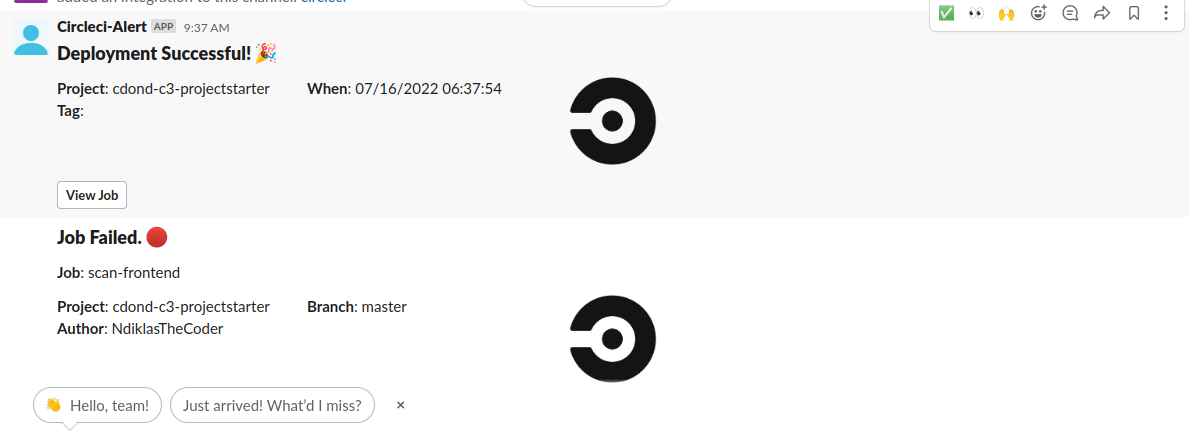 added an integration to this channel: circleci
Circleci-Alert APP 9:37 AM
Deployment Successful! 🎉
Project: cdond-c3-projectstarter When: 07/16/2022 06:37:54
Tag:
View Job
Job Failed. 🔴
Job: scan-frontend
Project: cdond-c3-projectstarter Branch: master
Author: NdiklasTheCoder
👋 Hello, team! Just arrived! What'd I miss? ×